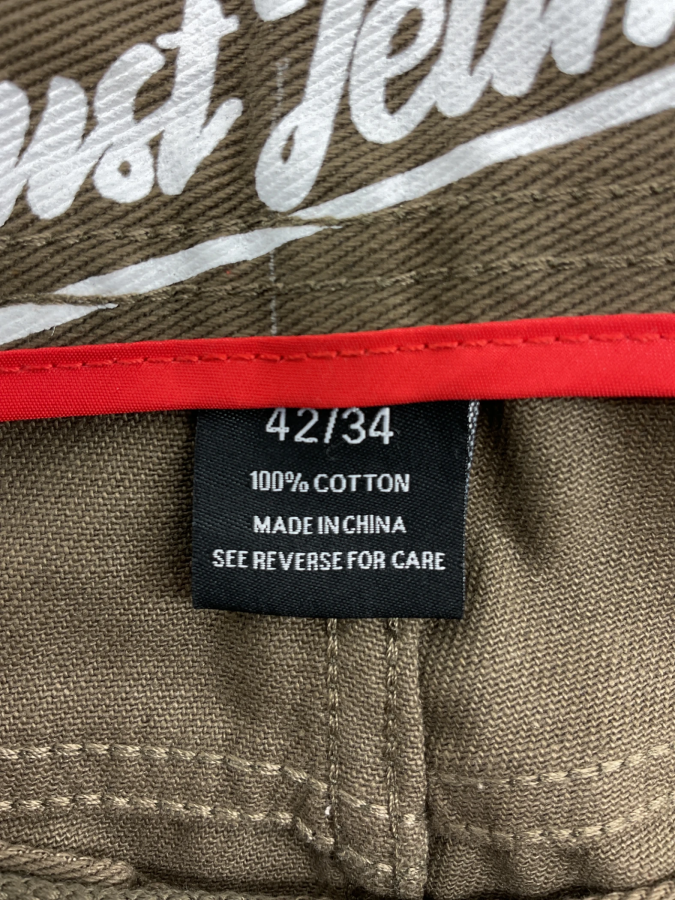 42/34
100% COTTON
MADE IN CHINA
SEE REVERSE FOR CARE